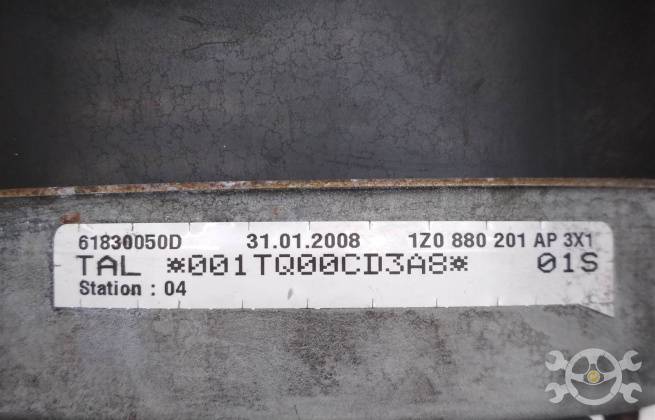 61830050D 31.01.2008 1Z0 880 201 AP 3X1
TAL *001TQ00CD3A8* 01S
Station : 04